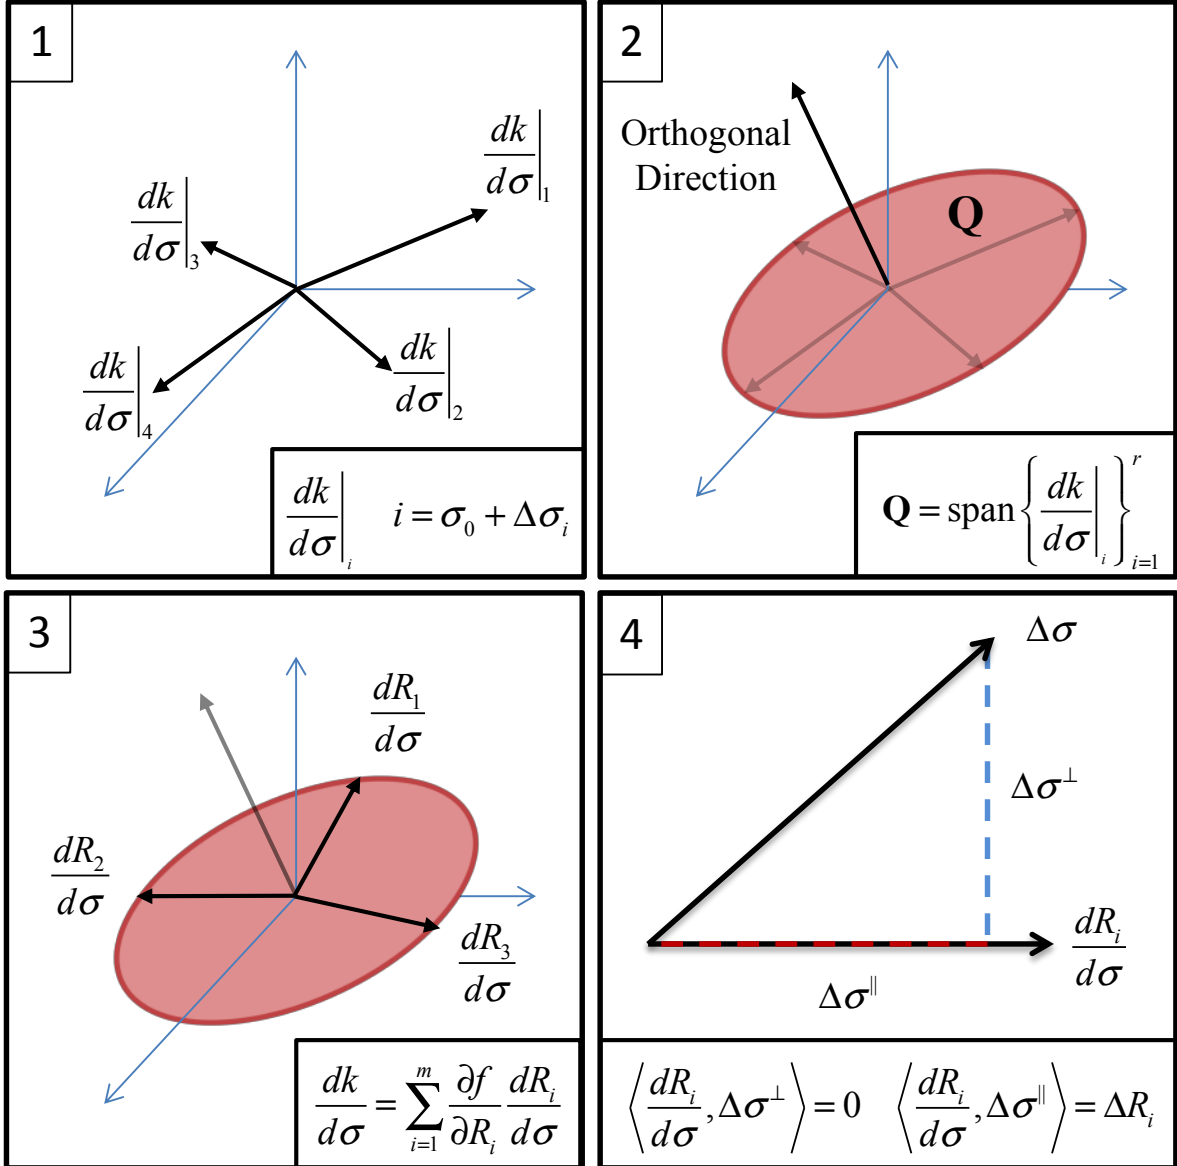 1
dk/dσ|₁
dk/dσ|₃
dk/dσ|₄
dk/dσ|₂
dk/dσ|ᵢ i = σ₀ + Δσᵢ
2
Orthogonal
Direction
Q
Q = span{dk/dσ|ᵢ}ʳᵢ₌₁
3
dR₁/dσ
dR₂/dσ
dR₃/dσ
dk/dσ = ∑ᵐᵢ₌₁ ∂f/∂Rᵢ dRᵢ/dσ
4
Δσ
Δσ^⊥
dRᵢ/dσ
Δσ^∥
⟨dRᵢ/dσ, Δσ^⊥⟩ = 0 ⟨dRᵢ/dσ, Δσ^∥⟩ = ΔRᵢ